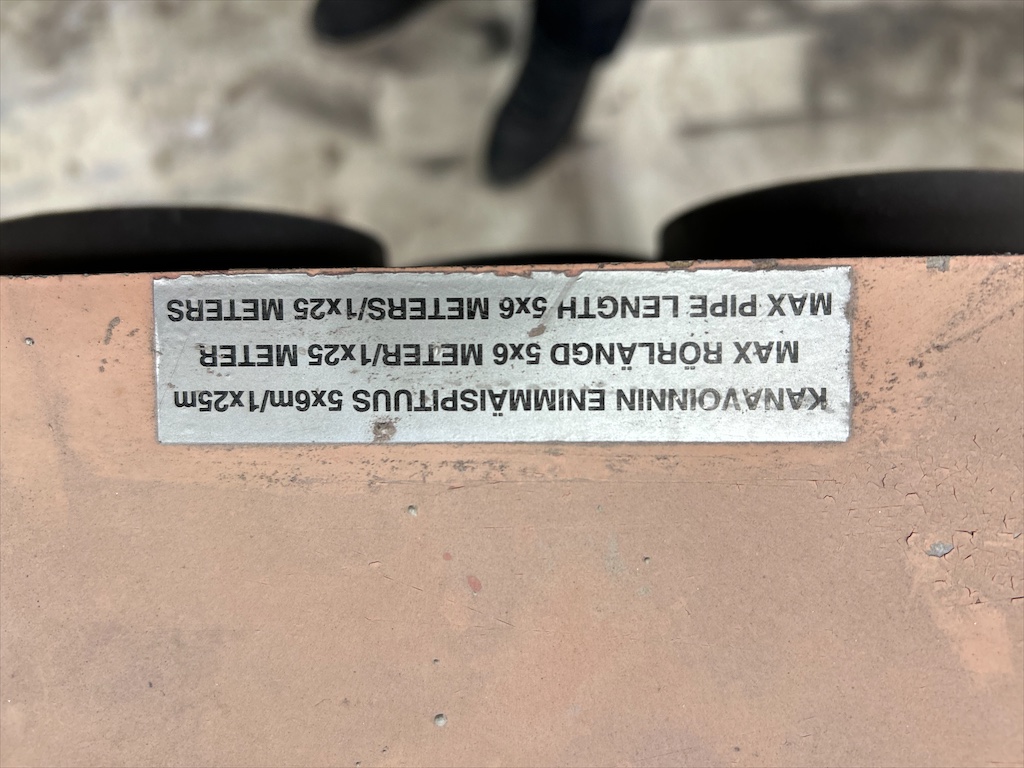 KANAVOINNIN ENIMMÄISPITUUS 5x6m/1x25m
MAX RÖRLÄNGD 5x6 METER/1x25 METER
MAX PIPE LENGTH 5x6 METERS/1x25 METERS